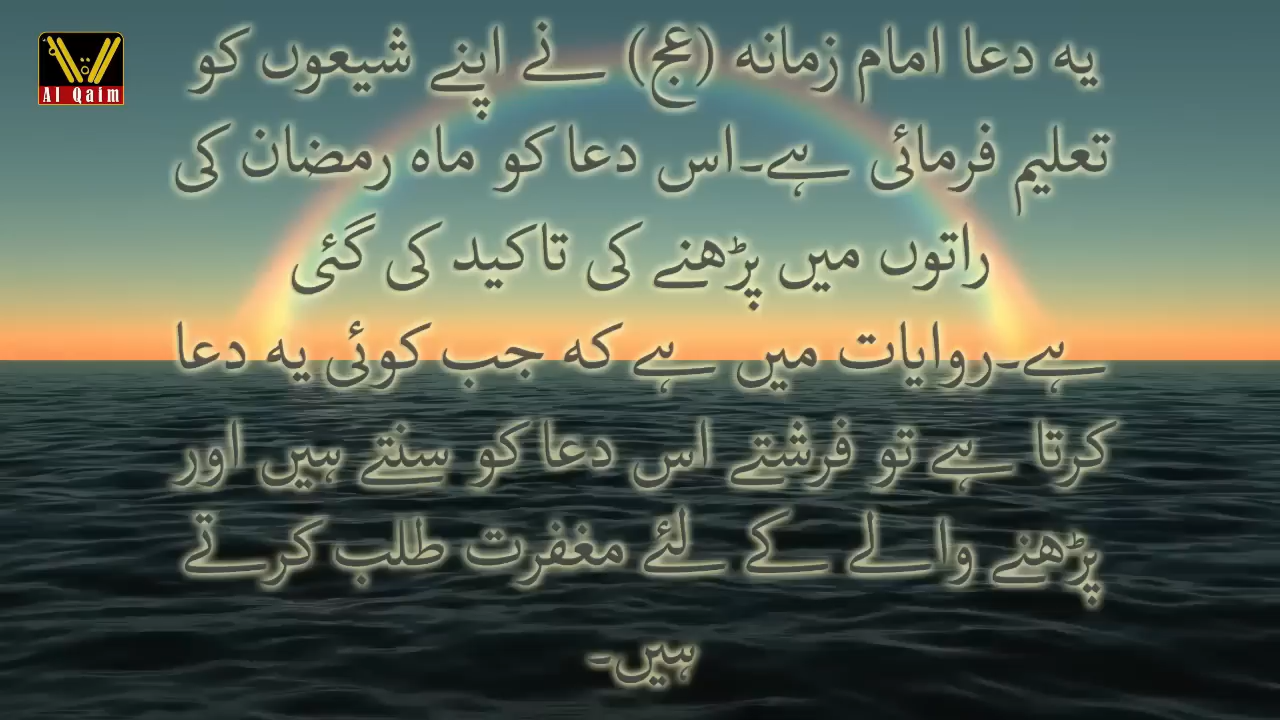 یہ دعا امام زمانہ (عج) نے اپنے شیعوں کو
تعلیم فرمائی ہے۔اس دعا کو ماہ رمضان کی
راتوں میں پڑھنے کی تاکید کی گئی
ہے۔روایات میں ہے کہ جب کوئی یہ دعا
کرتا ہے تو فرشتے اس دعا کو سنتے ہیں اور
پڑھنے والے کے لئے مغفرت طلب کرتے
ہیں۔
Al Qaim